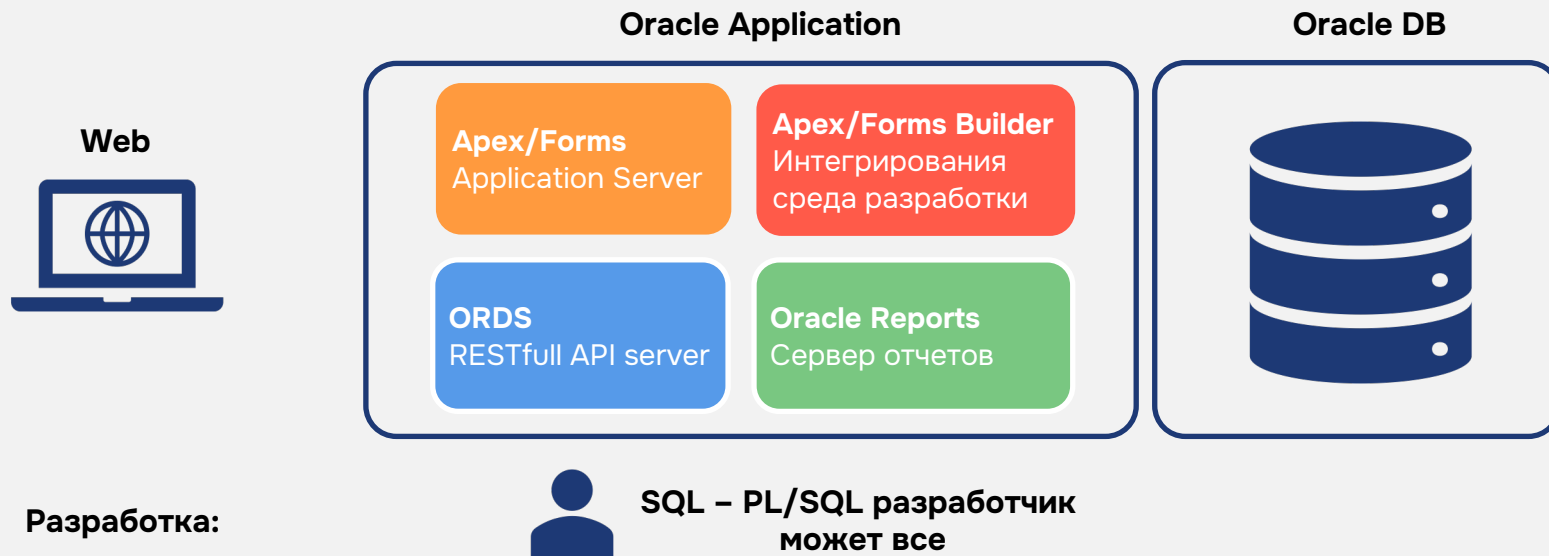 Oracle Application
Oracle DB
Web
Apex/Forms
Application Server
Apex/Forms Builder
Интегрирования
среда разработки
ORDS
RESTfull API server
Oracle Reports
Сервер отчетов
Разработка:
SQL – PL/SQL разработчик
может все